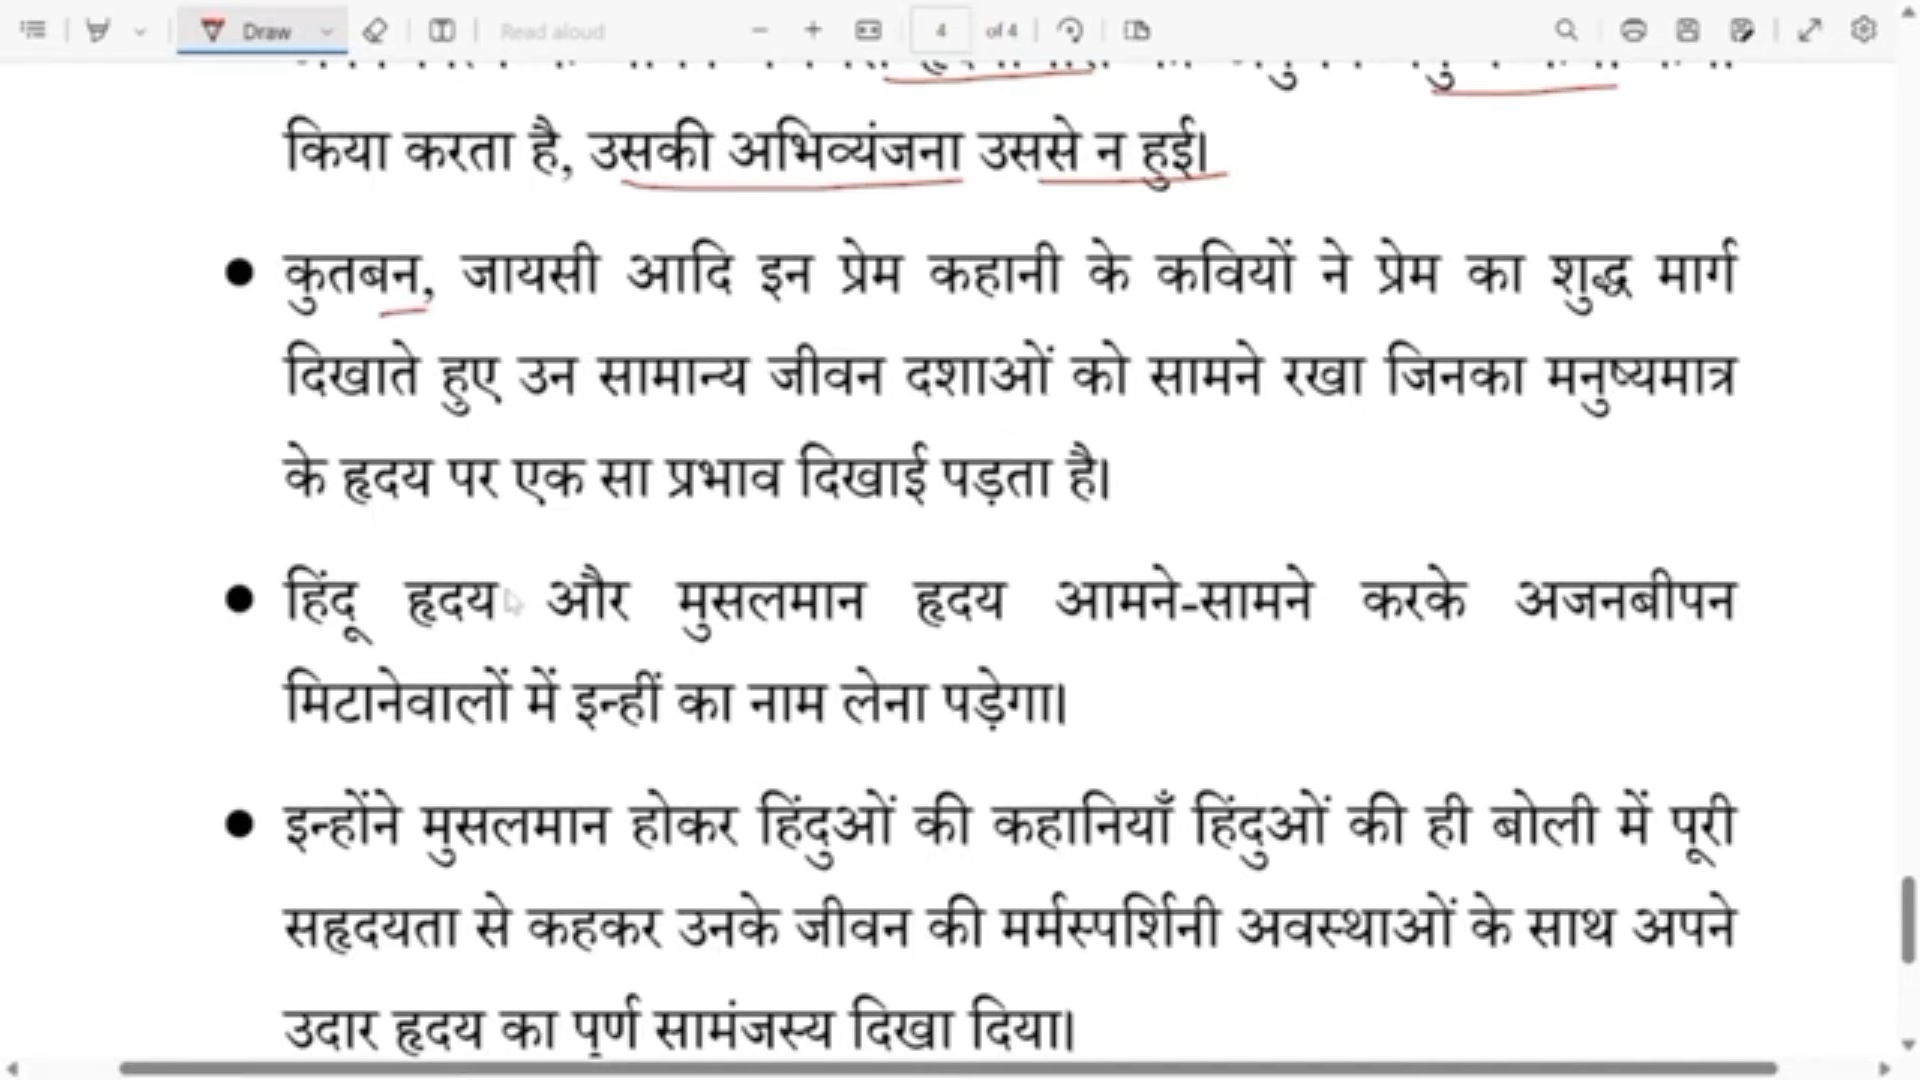 Draw
Read aloud
4
of 4
किया करता है, उसकी अभिव्यंजना उससे न हुई।
● कुतबन, जायसी आदि इन प्रेम कहानी के कवियों ने प्रेम का शुद्ध मार्ग
दिखाते हुए उन सामान्य जीवन दशाओं को सामने रखा जिनका मनुष्यमात्र
के हृदय पर एक सा प्रभाव दिखाई पड़ता है।
● हिंदू हृदय और मुसलमान हृदय आमने-सामने करके अजनबीपन
मिटानेवालों में इन्हीं का नाम लेना पड़ेगा।
● इन्होंने मुसलमान होकर हिंदुओं की कहानियाँ हिंदुओं की ही बोली में पूरी
सहृदयता से कहकर उनके जीवन की मर्मस्पर्शिनी अवस्थाओं के साथ अपने
उदार हृदय का पूर्ण सामंजस्य दिखा दिया।